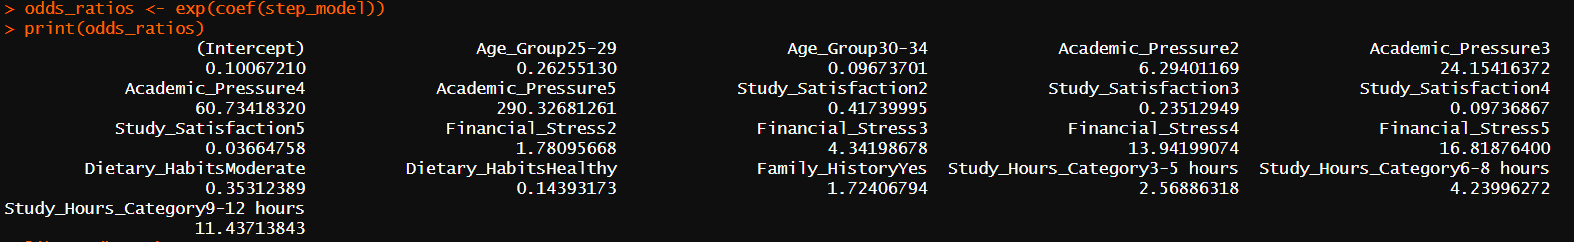 > odds_ratios <- exp(coef(step_model))
> print(odds_ratios)
(Intercept) Age_Group25-29 Age_Group30-34 Academic_Pressure2 Academic_Pressure3
0.10067210 0.26255130 0.09673701 6.29401169 24.15416372
Academic_Pressure4 Academic_Pressure5 Study_Satisfaction2 Study_Satisfaction3 Study_Satisfaction4
60.73418320 290.32681261 0.41739995 0.23512949 0.09736867
Study_Satisfaction5 Financial_Stress2 Financial_Stress3 Financial_Stress4 Financial_Stress5
0.03664758 1.78095668 4.34198678 13.94199074 16.81876400
Dietary_HabitsModerate Dietary_HabitsHealthy Family_HistoryYes Study_Hours_Category3-5 hours Study_Hours_Category6-8 hours
0.35312389 0.14393173 1.72406794 2.56886318 4.23996272
Study_Hours_Category9-12 hours
11.43713843